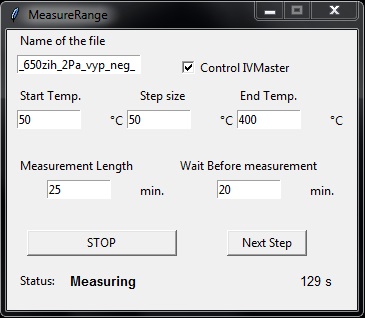 MeasureRange
Name of the file
_650zih_2Pa_vyp_neg_
Control IVMaster
Start Temp. Step size End Temp.
50 °C 50 °C 400 °C
Measurement Length Wait Before measurement
25 min. 20 min.
STOP Next Step
Status: Measuring 129 s